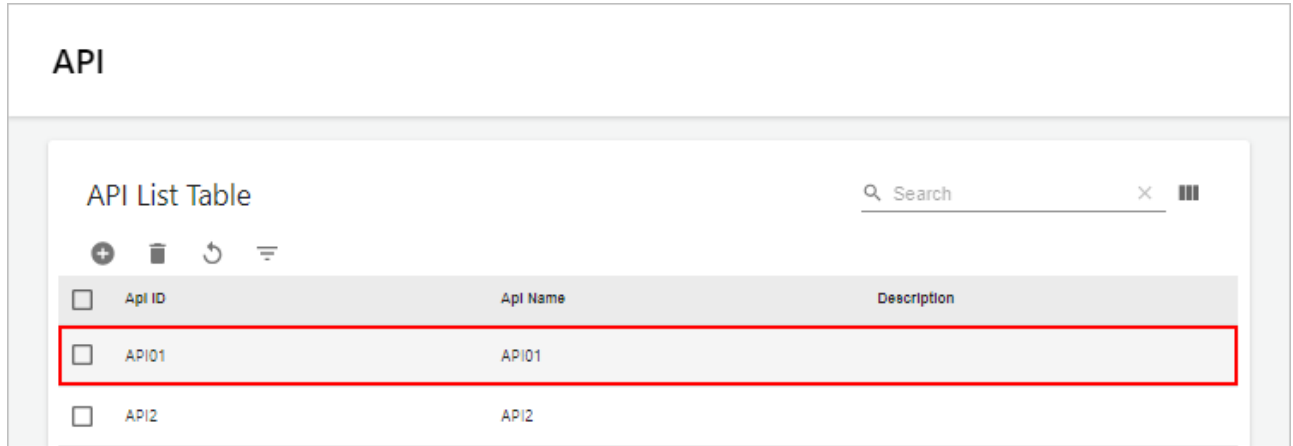 API
API List Table
Search
Api ID Api Name Description
API01 API01
API2 API2